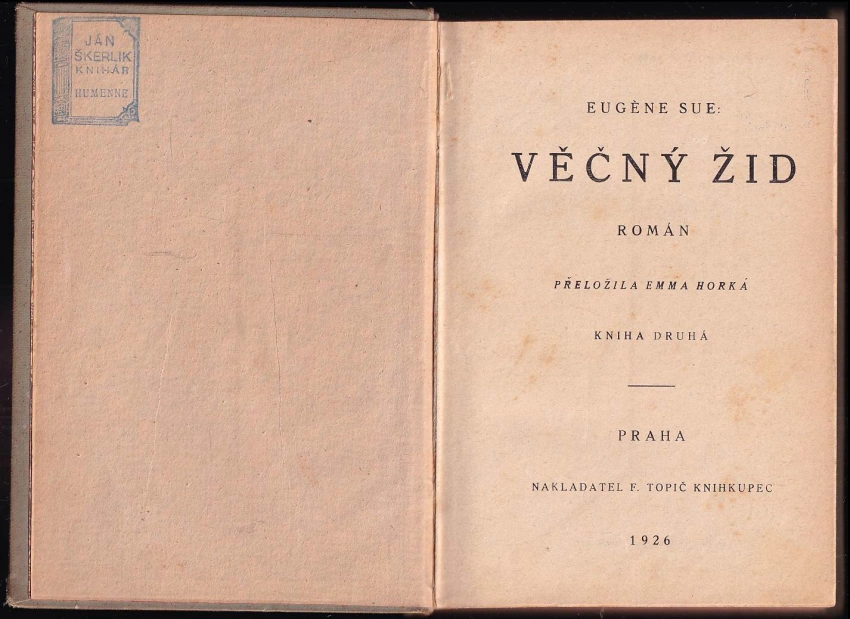 JÁN
ŠKERLIK
KNIHÁR
HUMENNÉ
EUGÈNE SUE:
VĚČNÝ ŽID
ROMÁN
PŘELOŽILA EMMA HORKÁ
KNIHA DRUHÁ
PRAHA
NAKLADATEL F. TOPIČ KNIHKUPEC
1926